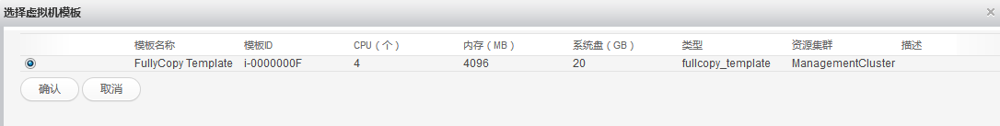 选择虚拟机模板
模板名称 模板ID CPU（个） 内存（MB） 系统盘（GB） 类型 资源集群 描述
FullyCopy Template i-0000000F 4 4096 20 fullcopy_template ManagementCluster
确认 取消